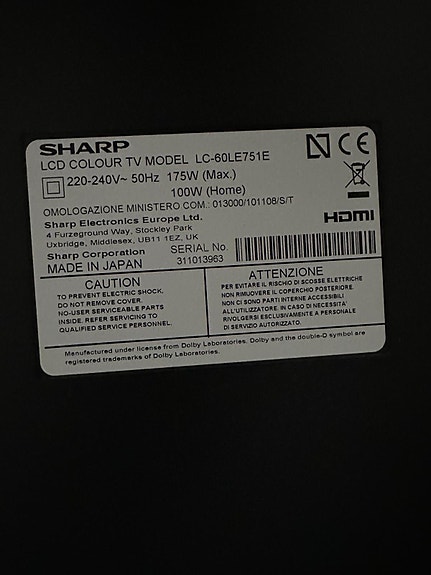 SHARP
LCD COLOUR TV MODEL LC-60LE751E
220-240V~ 50Hz 175W (Max.)
100W (Home)
OMOLOGAZIONE MINISTERO COM.: 013000/101108/S/T
Sharp Electronics Europe Ltd.
4 Furzeground Way, Stockley Park
Uxbridge, Middlesex, UB11 1EZ, UK
HDMI
Sharp Corporation
MADE IN JAPAN
SERIAL No.
311013963
CAUTION
TO PREVENT ELECTRIC SHOCK,
DO NOT REMOVE COVER.
NO-USER SERVICEABLE PARTS
INSIDE. REFER SERVICING TO
QUALIFIED SERVICE PERSONNEL.
ATTENZIONE
PER EVITARE IL RISCHIO DI SCOSSE ELETTRICHE
NON RIMUOVERE IL COPERCHIO POSTERIORE.
NON CI SONO PARTI INTERNE ACCESSIBILI
ALL'UTILIZZATORE. IN CASO DI NECESSITA'
RIVOLGERSI ESCLUSIVAMENTE A PERSONALE
DI SERVIZIO AUTORIZZATO.
Manufactured under license from Dolby Laboratories. Dolby and the double-D symbol are
registered trademarks of Dolby Laboratories.